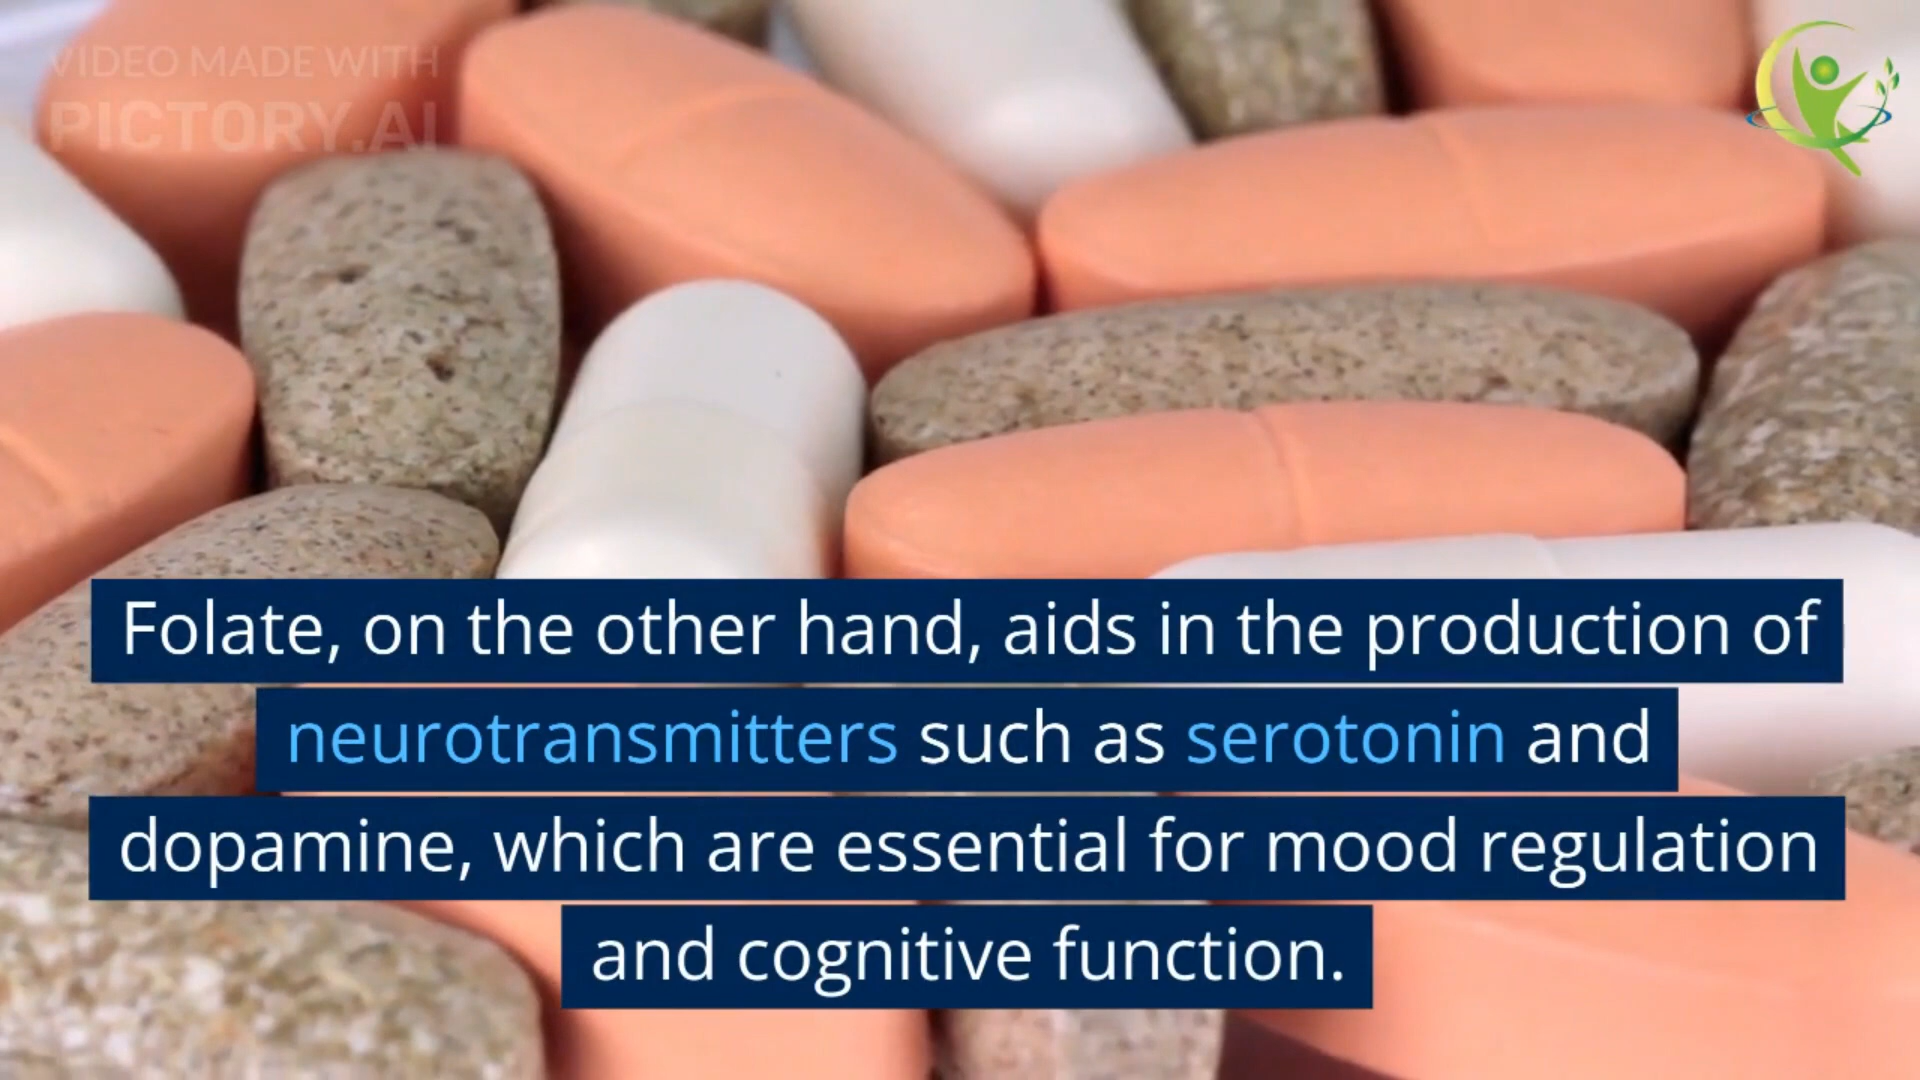 VIDEO MADE WITH
PICTORY.AI
Folate, on the other hand, aids in the production of
neurotransmitters such as serotonin and
dopamine, which are essential for mood regulation
and cognitive function.